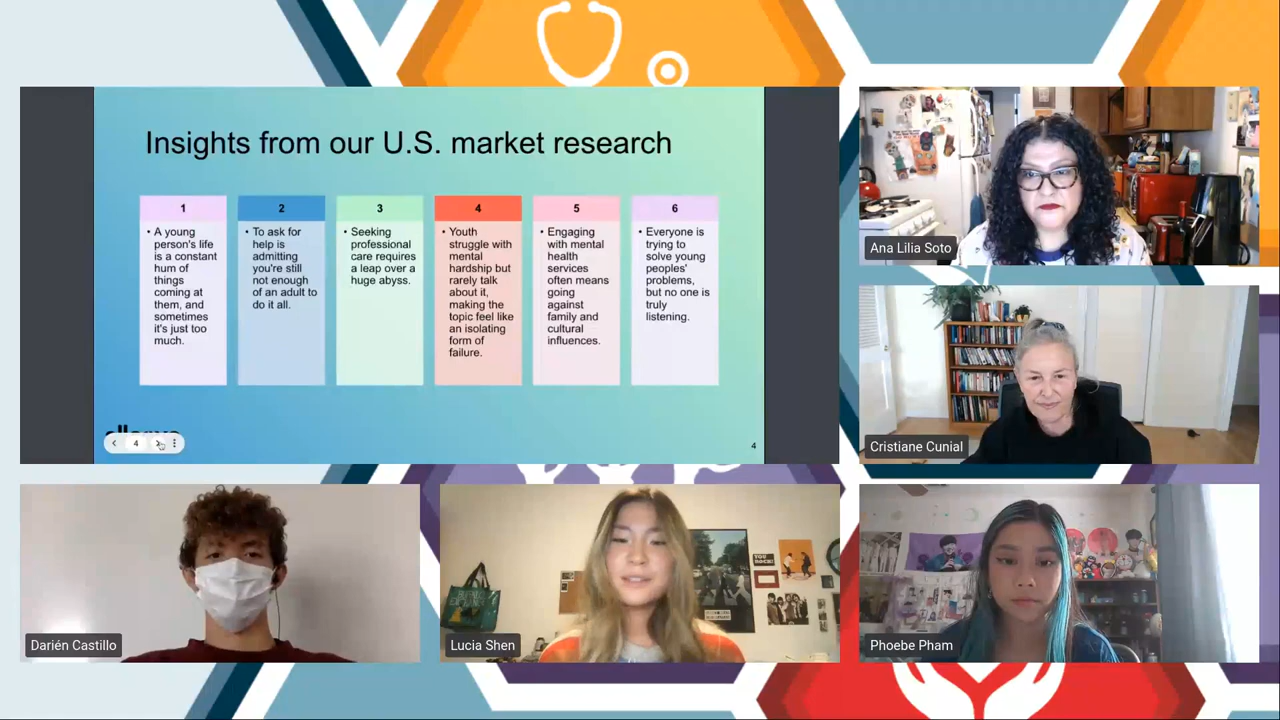 Insights from our U.S. market research
1
• A young
person's life
is a constant
hum of
things
coming at
them, and
sometimes
it's just too
much.
2
• To ask for
help is
admitting
you're still
not enough
of an adult to
do it all.
3
• Seeking
professional
care requires
a leap over a
huge abyss.
4
• Youth
struggle with
mental
hardship but
rarely talk
about it,
making the
topic feel like
an isolating
form of
failure.
5
• Engaging
with mental
health
services
often means
going
against
family and
cultural
influences.
6
• Everyone is
trying to
solve young
peoples'
problems,
but no one is
truly
listening.
4
4
Ana Lilia Soto
Cristiane Cunial
Darién Castillo
YOU
ROCK!
Lucia Shen
Phoebe Pham